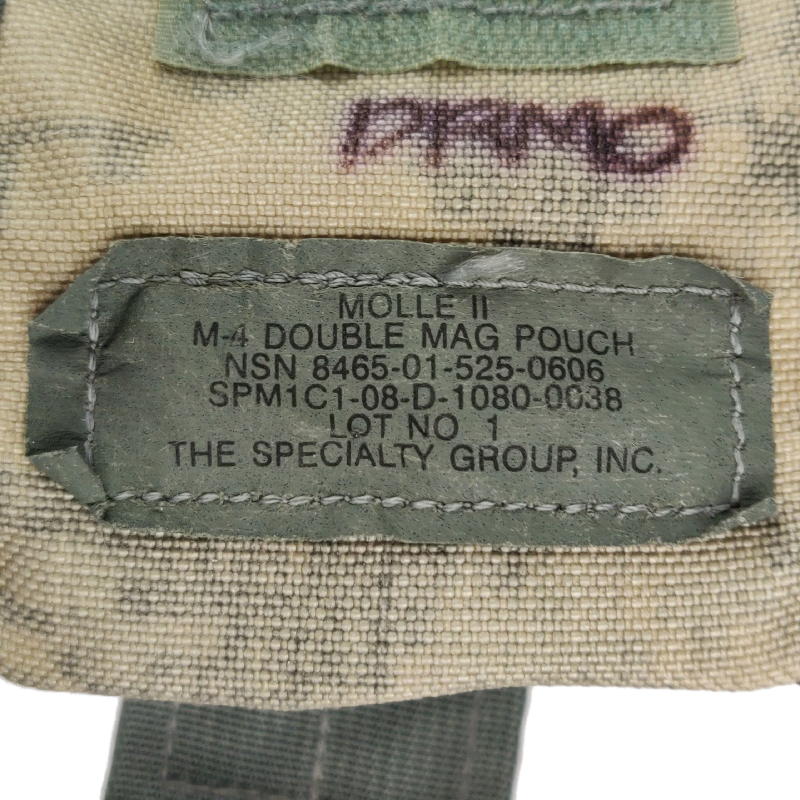 MOLLE II
M-4 DOUBLE MAG POUCH
NSN 8465-01-525-0606
SPM1C1-08-D-1080-0038
LOT NO 1
THE SPECIALTY GROUP, INC.